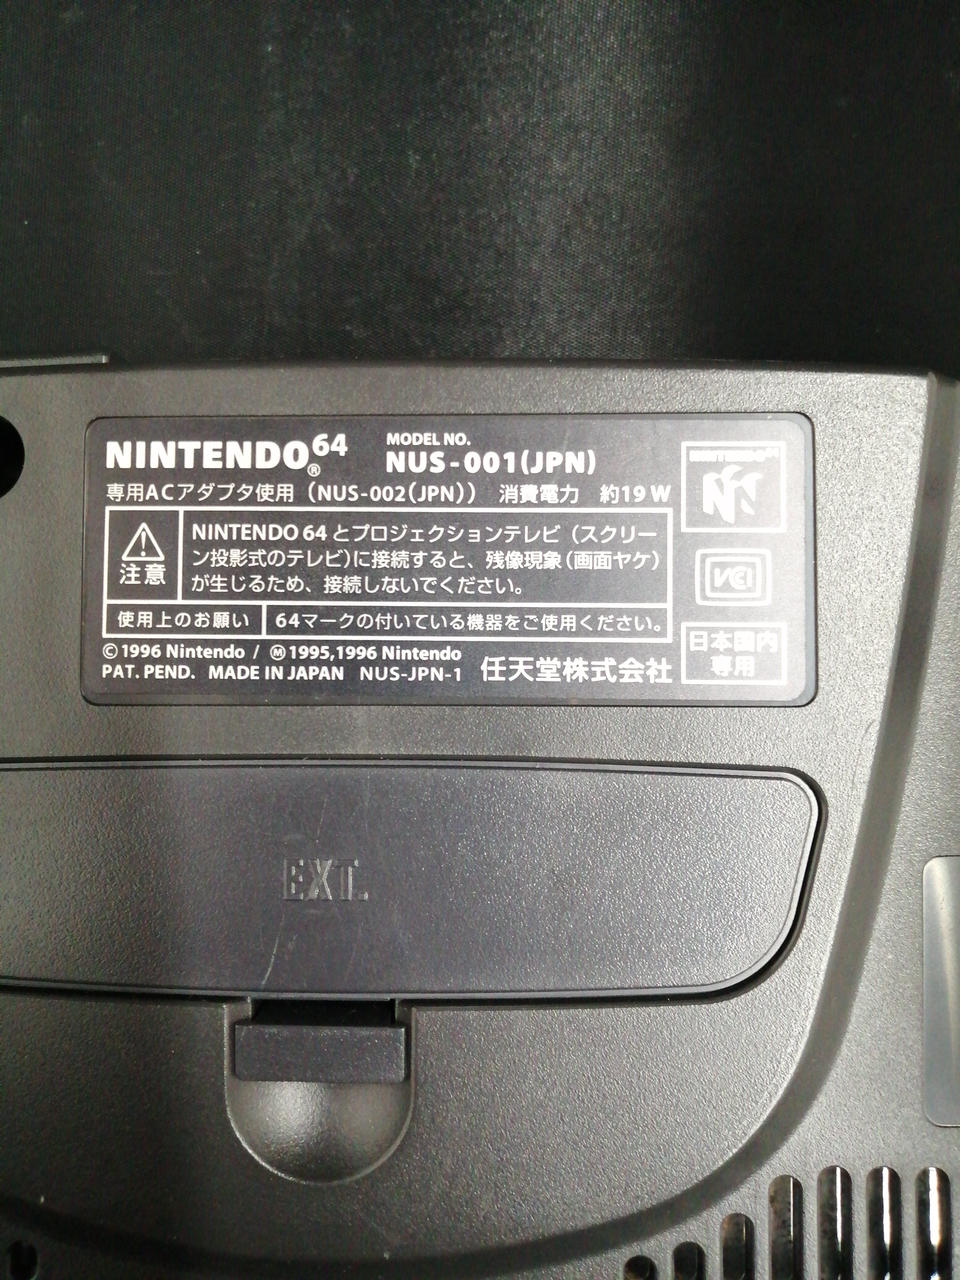 NINTENDO64®
MODEL NO.
NUS-001(JPN)
専用ACアダプタ使用（NUS-002(JPN)） 消費電力 約19W
注意
NINTENDO 64とプロジェクションテレビ（スクリー
ン投影式のテレビ)に接続すると、残像現象(画面ヤケ)
が生じるため、接続しないでください。
使用上のお願い
64マークの付いている機器をご使用ください。
©1996 Nintendo / Ⓜ1995,1996 Nintendo
PAT. PEND. MADE IN JAPAN NUS-JPN-1 任天堂株式会社
NINTENDO64
N
VCI
日本国内
専用
EXT.